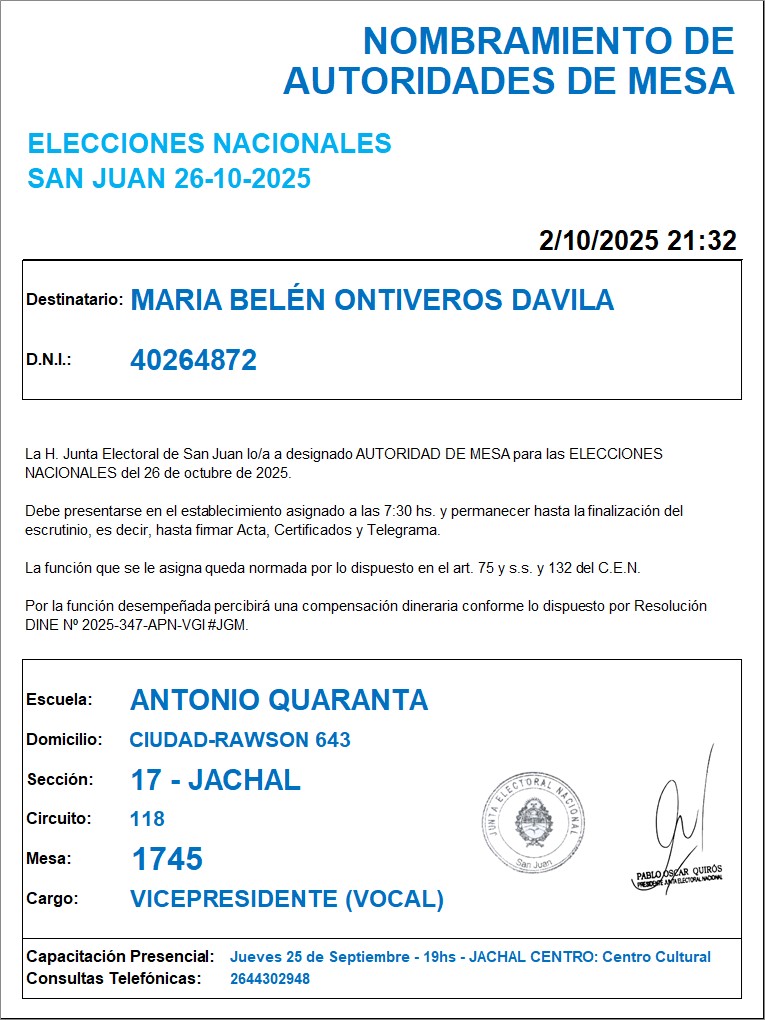 NOMBRAMIENTO DE
AUTORIDADES DE MESA
ELECCIONES NACIONALES
SAN JUAN 26-10-2025
2/10/2025 21:32
Destinatario: MARIA BELÉN ONTIVEROS DAVILA
D.N.I.: 40264872
La H. Junta Electoral de San Juan lo/a a designado AUTORIDAD DE MESA para las ELECCIONES
NACIONALES del 26 de octubre de 2025.
Debe presentarse en el establecimiento asignado a las 7:30 hs. y permanecer hasta la finalización del
escrutinio, es decir, hasta firmar Acta, Certificados y Telegrama.
La función que se le asigna queda normada por lo dispuesto en el art. 75 y s.s. y 132 del C.E.N.
Por la función desempeñada percibirá una compensación dineraria conforme lo dispuesto por Resolución
DINE Nº 2025-347-APN-VGI#JGM.
Escuela: ANTONIO QUARANTA
Domicilio: CIUDAD-RAWSON 643
Sección: 17 - JACHAL
Circuito: 118
Mesa: 1745
Cargo: VICEPRESIDENTE (VOCAL)
JUNTA ELECTORAL NACIONAL
San Juan
PABLO OSCAR QUIRÓS
PRESIDENTE JUNTA ELECTORAL NACIONAL
Capacitación Presencial: Jueves 25 de Septiembre - 19hs - JACHAL CENTRO: Centro Cultural
Consultas Telefónicas: 2644302948